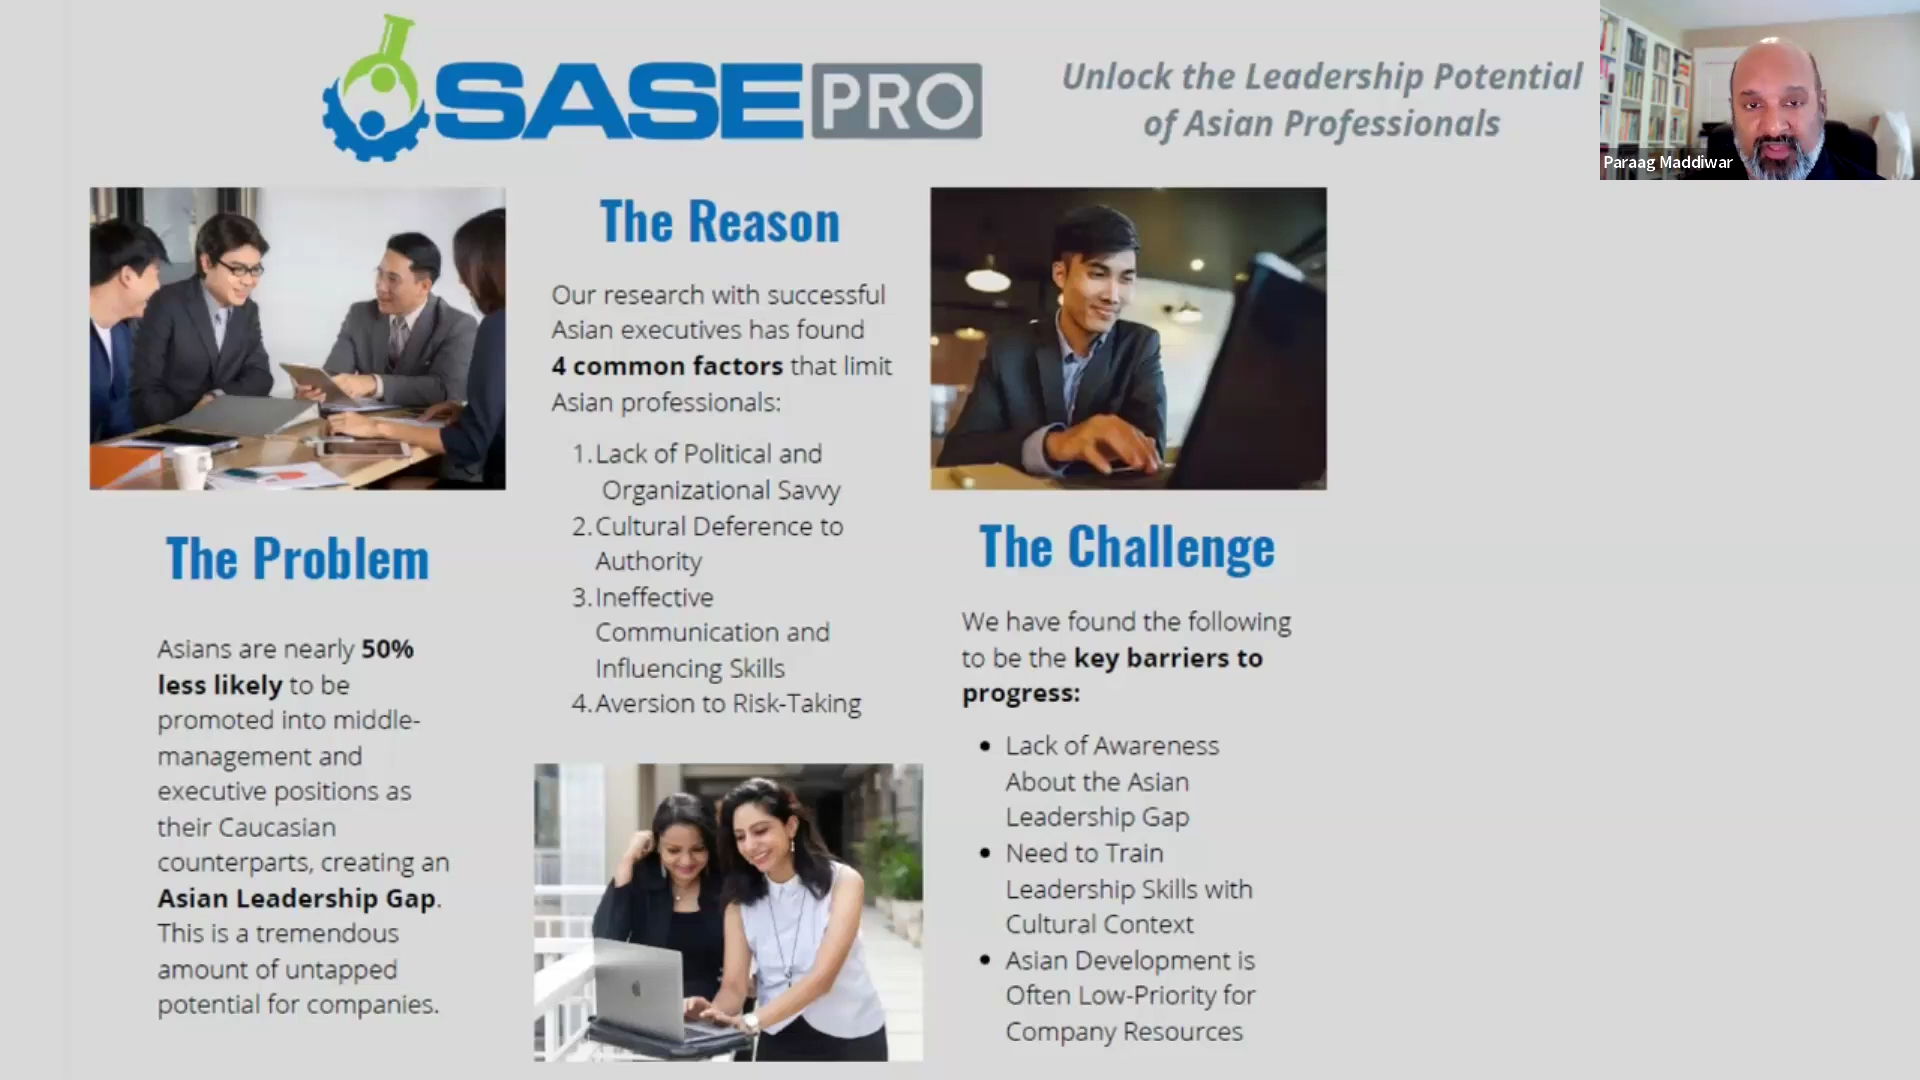 SASE PRO
Unlock the Leadership Potential
of Asian Professionals
Paraag Maddiwar
The Problem
Asians are nearly 50%
less likely to be
promoted into middle-
management and
executive positions as
their Caucasian
counterparts, creating an
Asian Leadership Gap.
This is a tremendous
amount of untapped
potential for companies.
The Reason
Our research with successful
Asian executives has found
4 common factors that limit
Asian professionals:
1. Lack of Political and
Organizational Savvy
2. Cultural Deference to
Authority
3. Ineffective
Communication and
Influencing Skills
4. Aversion to Risk-Taking
The Challenge
We have found the following
to be the key barriers to
progress:
• Lack of Awareness
About the Asian
Leadership Gap
• Need to Train
Leadership Skills with
Cultural Context
• Asian Development is
Often Low-Priority for
Company Resources